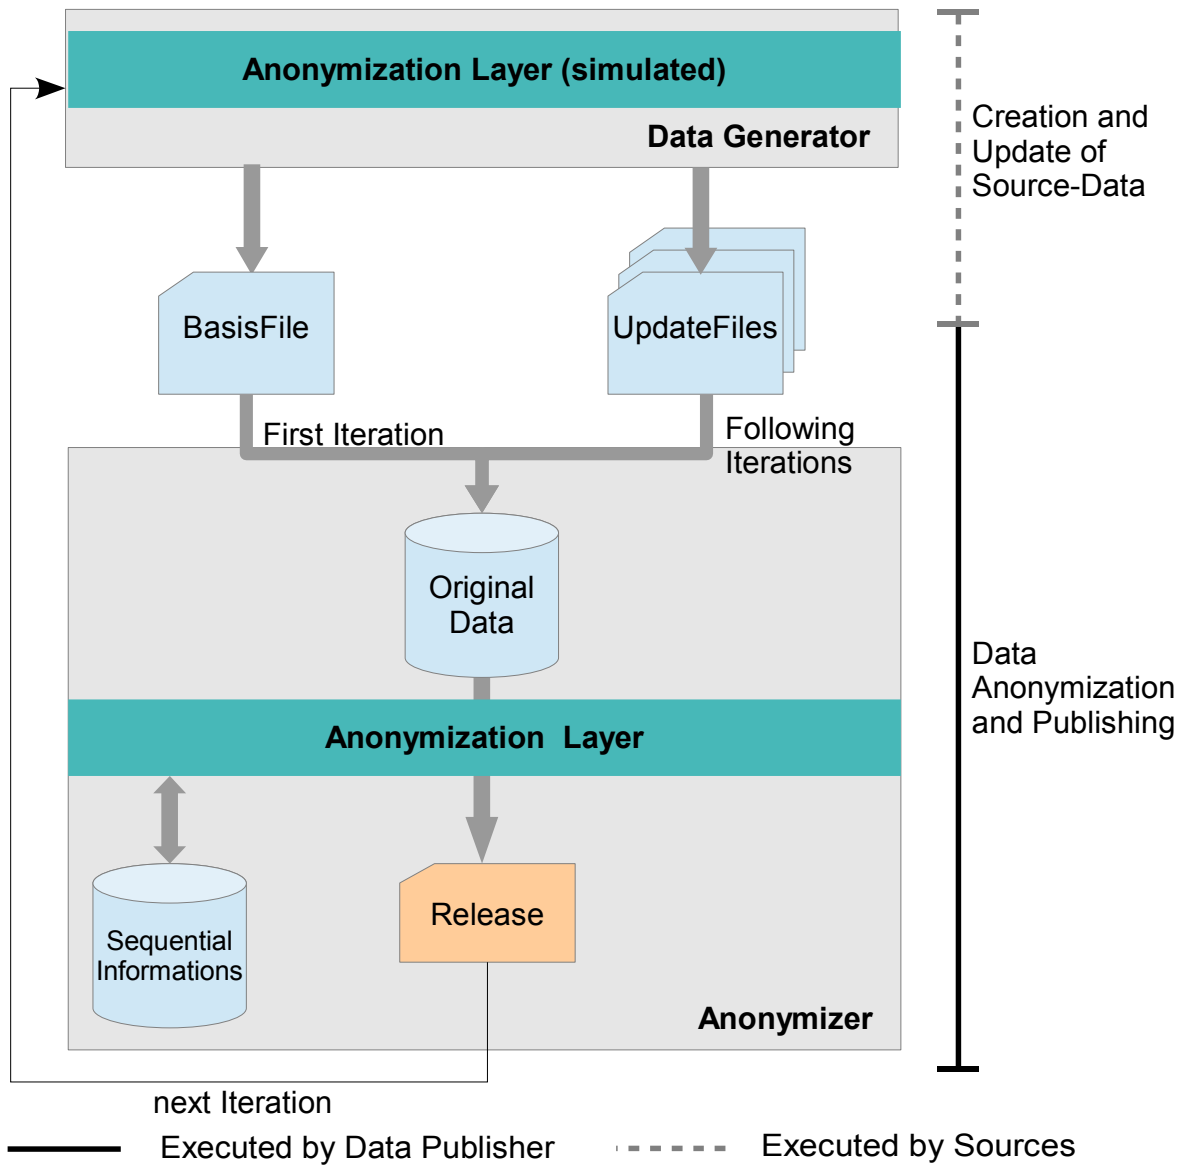 Anonymization Layer (simulated)
Data Generator
Creation and
Update of
Source-Data
BasisFile
UpdateFiles
First Iteration
Following
Iterations
Original
Data
Data
Anonymization
and Publishing
Anonymization Layer
Release
Sequential
Informations
Anonymizer
next Iteration
Executed by Data Publisher
Executed by Sources